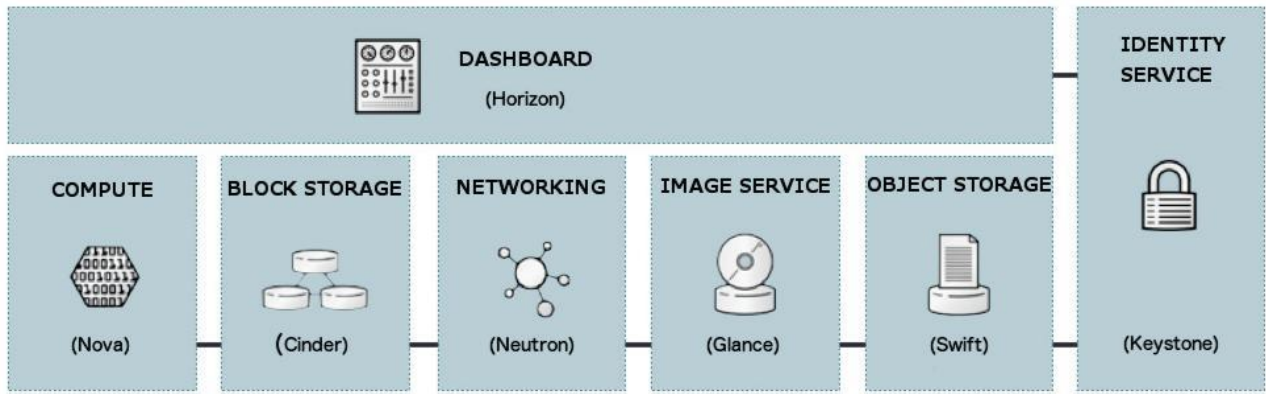 DASHBOARD
(Horizon)
IDENTITY
SERVICE
(Keystone)
COMPUTE
(Nova)
BLOCK STORAGE
(Cinder)
NETWORKING
(Neutron)
IMAGE SERVICE
(Glance)
OBJECT STORAGE
(Swift)